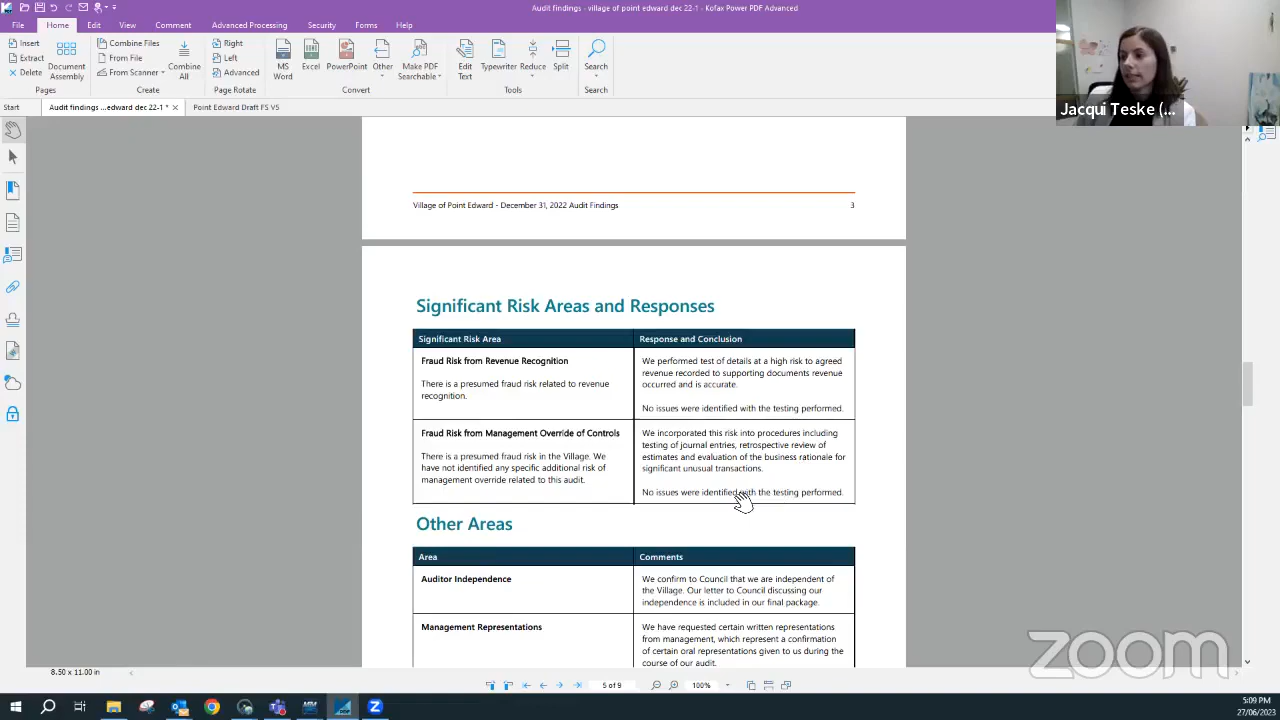 Audit findings - village of point edward dec 22-1 - Kofax Power PDF Advanced
File Home Edit View Comment Advanced Processing Security Forms Help
Insert
Extract
Delete
Document
Assembly
Pages
Combine Files
From File
From Scanner
Combine
All
Create
Right
Left
Advanced
Page Rotate
MS
Word
Excel
PowerPoint
Other
Make PDF
Searchable
Convert
Edit
Text
Typewriter
Reduce
Split
Tools
Search
Search
Jacqui Teske (...
Start
Audit findings ...edward dec 22-1 *
Point Edward Draft FS V5
Village of Point Edward - December 31, 2022 Audit Findings 3
Significant Risk Areas and Responses
Significant Risk Area
Response and Conclusion
Fraud Risk from Revenue Recognition
There is a presumed fraud risk related to revenue
recognition.
We performed test of details at a high risk to agreed
revenue recorded to supporting documents revenue
occurred and is accurate.
No issues were identified with the testing performed.
Fraud Risk from Management Override of Controls
There is a presumed fraud risk in the Village. We
have not identified any specific additional risk of
management override related to this audit.
We incorporated this risk into procedures including
testing of journal entries, retrospective review of
estimates and evaluation of the business rationale for
significant unusual transactions.
No issues were identified with the testing performed.
Other Areas
Area
Comments
Auditor Independence
We confirm to Council that we are independent of
the Village. Our letter to Council discussing our
independence is included in our final package.
Management Representations
We have requested certain written representations
from management, which represent a confirmation
of certain oral representations given to us during the
course of our audit.
zoom
8.50 x 11.00 in
5 of 9
100%
5:09 PM
27/06/2023